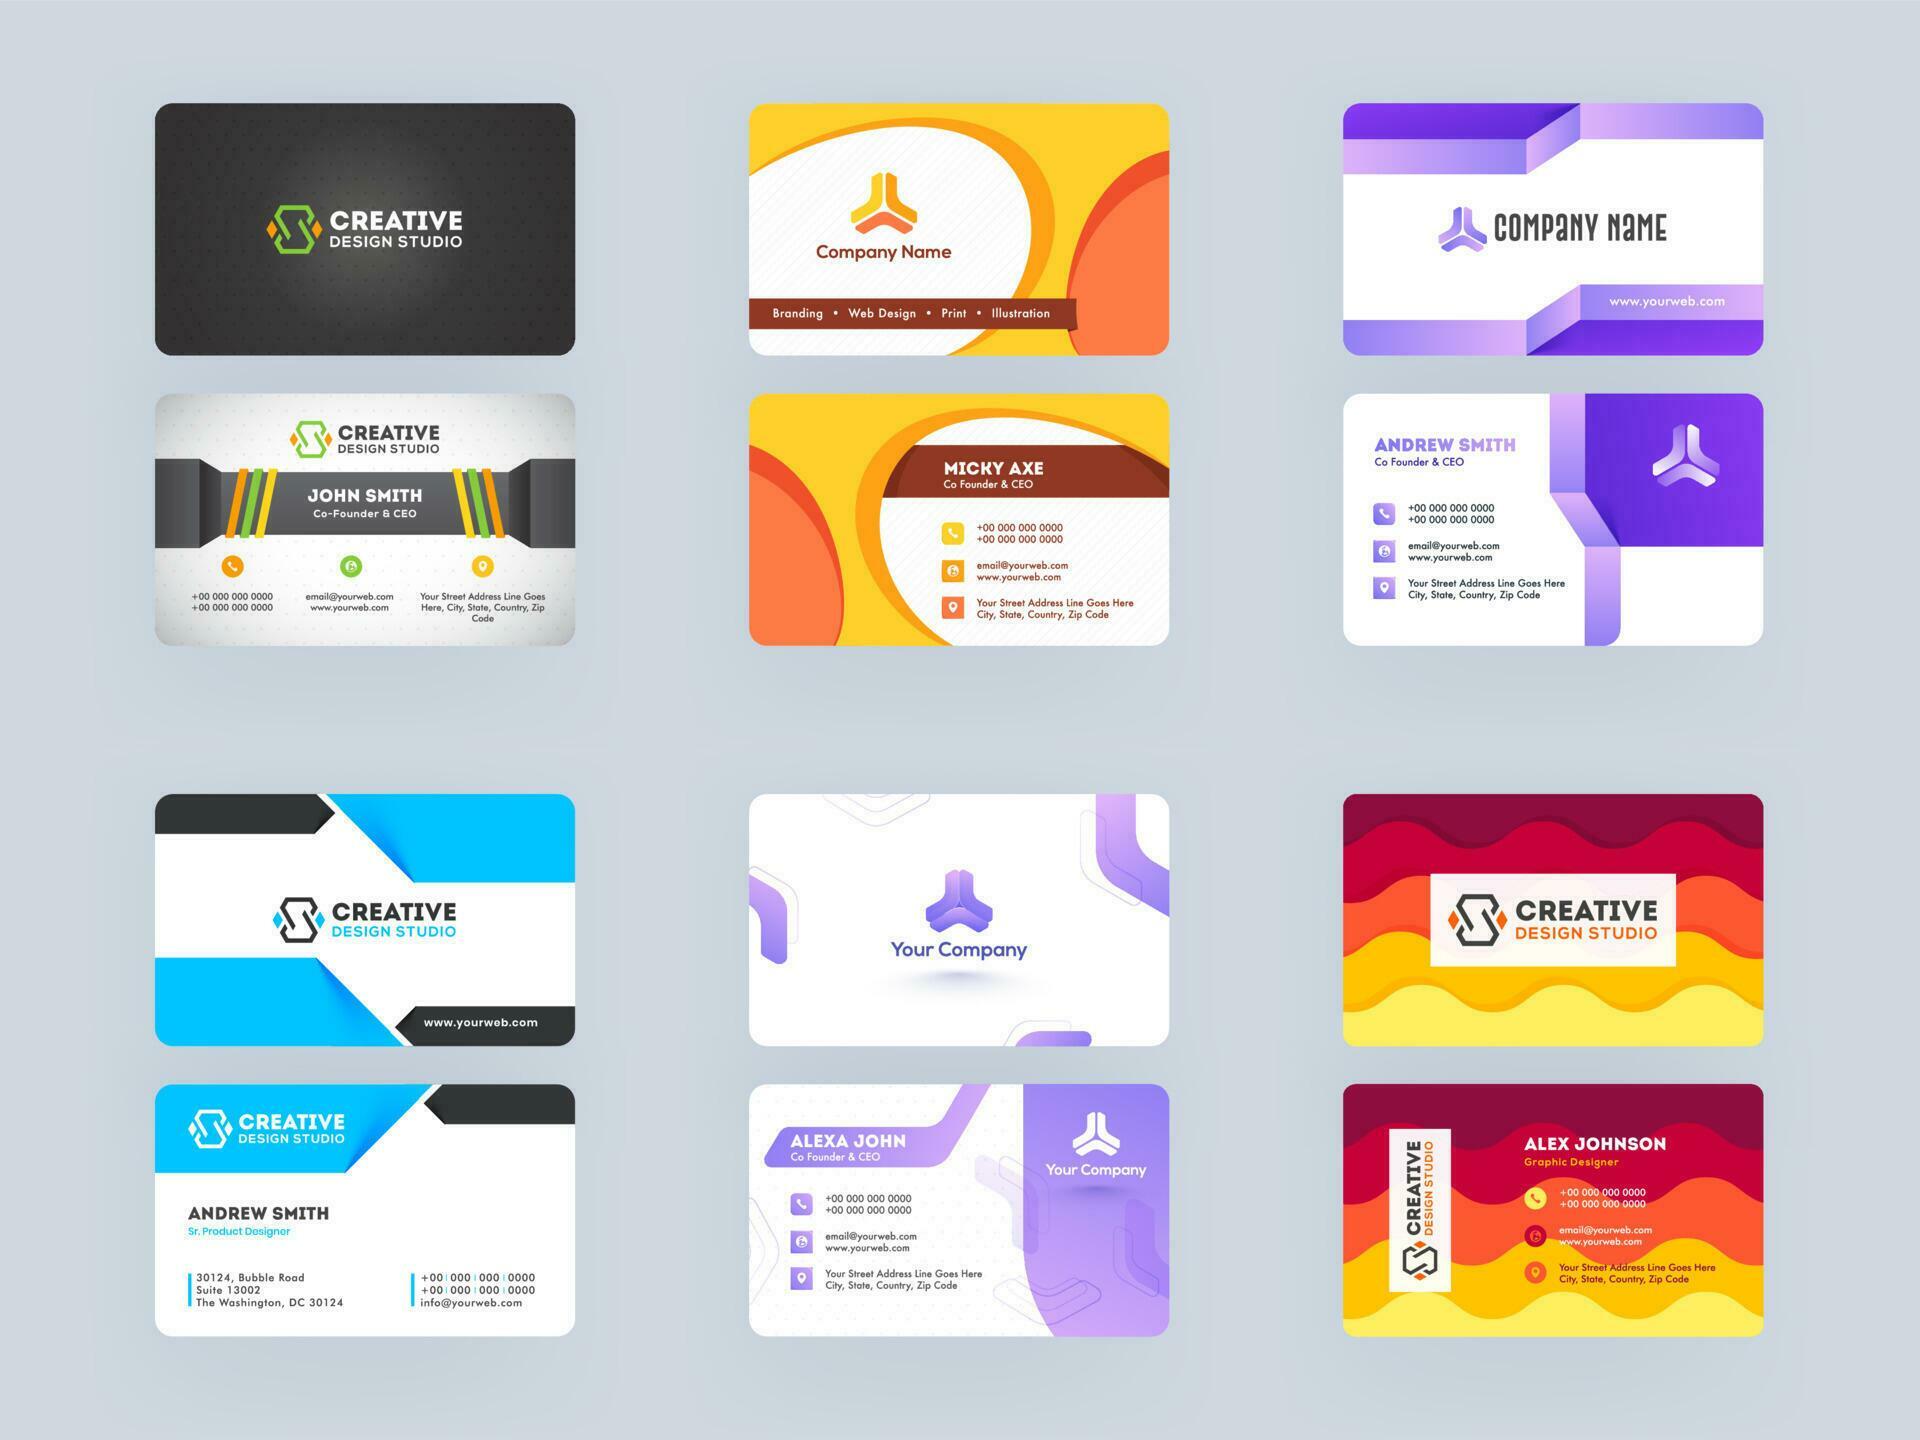 CREATIVE
DESIGN STUDIO
CREATIVE
DESIGN STUDIO
JOHN SMITH
Co-Founder & CEO
+00 000 000 0000
+00 000 000 0000
email@yourweb.com
www.yourweb.com
Your Street Address Line Goes
Here, City, State, Country, Zip
Code
Company Name
Branding • Web Design • Print • Illustration
MICKY AXE
Co Founder & CEO
+00 000 000 0000
+00 000 000 0000
email@yourweb.com
www.yourweb.com
Your Street Address Line Goes Here
City, State, Country, Zip Code
COMPANY NAME
www.yourweb.com
ANDREW SMITH
Co Founder & CEO
+00 000 000 0000
+00 000 000 0000
email@yourweb.com
www.yourweb.com
Your Street Address Line Goes Here
City, State, Country, Zip Code
CREATIVE
DESIGN STUDIO
www.yourweb.com
CREATIVE
DESIGN STUDIO
ANDREW SMITH
Sr. Product Designer
30124, Bubble Road
Suite 13002
The Washington, DC 30124
+00 | 000 | 000 | 0000
+00 | 000 | 000 | 0000
info@yourweb.com
Your Company
ALEXA JOHN
Co Founder & CEO
+00 000 000 0000
+00 000 000 0000
email@yourweb.com
www.yourweb.com
Your Street Address Line Goes Here
City, State, Country, Zip Code
Your Company
CREATIVE
DESIGN STUDIO
CREATIVE
DESIGN STUDIO
ALEX JOHNSON
Graphic Designer
+00 000 000 0000
+00 000 000 0000
email@yourweb.com
www.yourweb.com
Your Street Address Line Goes Here
City, State, Country, Zip Code